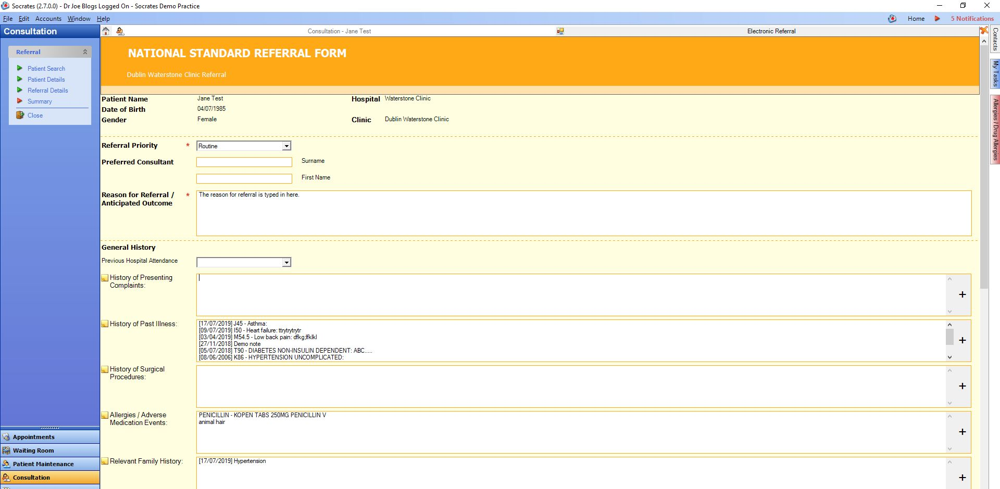 Socrates (2.7.0.0) - Dr Joe Blogs Logged On - Socrates Demo Practice
File Edit Accounts Window Help
Home 5 Notifications
Consultation
Consultation - Jane Test
Electronic Referral
Contacts
My Tasks
Allergies / Drug Allergies
Referral
Patient Search
Patient Details
Referral Details
Summary
Close
NATIONAL STANDARD REFERRAL FORM
Dublin Waterstone Clinic Referral
Patient Name Jane Test Hospital Waterstone Clinic
Date of Birth 04/07/1985
Gender Female Clinic Dublin Waterstone Clinic
Referral Priority * Routine
Preferred Consultant Surname
First Name
Reason for Referral / * The reason for referral is typed in here.
Anticipated Outcome
General History
Previous Hospital Attendance
History of Presenting
Complaints:
+
History of Past Illness:
[17/07/2019] J45 - Asthma:
[09/07/2019] I50 - Heart failure: ttrytrytrytr
[03/04/2019] M54.5 - Low back pain: dfkg;lfklkl
[27/11/2018] Demo note
[05/07/2018] T90 - DIABETES NON-INSULIN DEPENDENT: ABC.....
[08/06/2006] K86 - HYPERTENSION UNCOMPLICATED:
+
History of Surgical
Procedures:
+
Allergies / Adverse
Medication Events:
PENICILLIN - KOPEN TABS 250MG PENICILLIN V
animal hair
+
Relevant Family History:
[17/07/2019] Hypertension
+
Appointments
Waiting Room
Patient Maintenance
Consultation